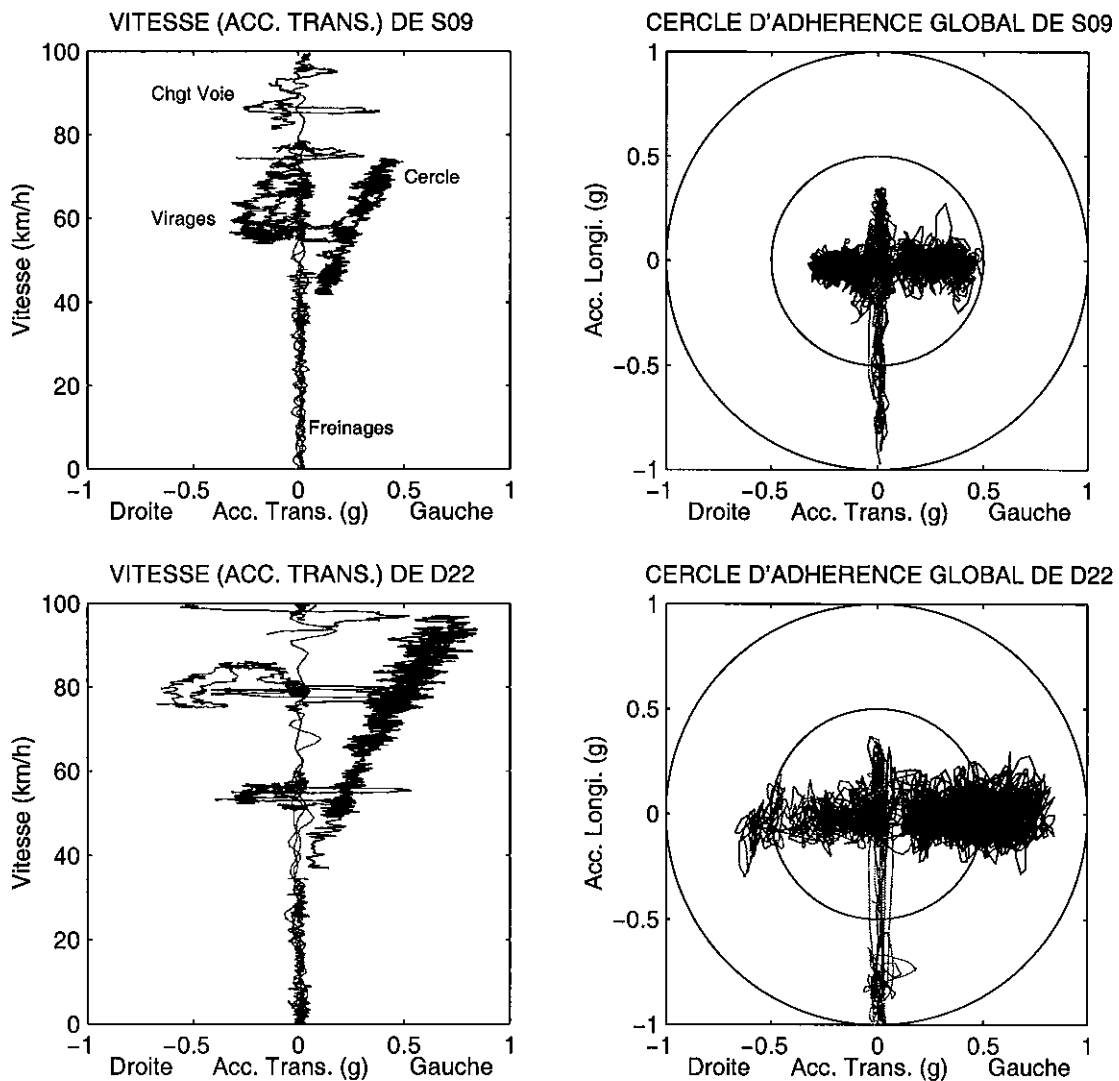 VITESSE (ACC. TRANS.) DE S09
100
80
60
40
20
0
Vitesse (km/h)
Chgt Voie
Cercle
Virages
Freinages
−1 −0.5 0 0.5 1
Droite Acc. Trans. (g) Gauche
CERCLE D'ADHERENCE GLOBAL DE S09
1
0.5
0
−0.5
−1
Acc. Longi. (g)
−1 −0.5 0 0.5 1
Droite Acc. Trans. (g) Gauche
VITESSE (ACC. TRANS.) DE D22
100
80
60
40
20
0
Vitesse (km/h)
−1 −0.5 0 0.5 1
Droite Acc. Trans. (g) Gauche
CERCLE D'ADHERENCE GLOBAL DE D22
1
0.5
0
−0.5
−1
Acc. Longi. (g)
−1 −0.5 0 0.5 1
Droite Acc. Trans. (g) Gauche